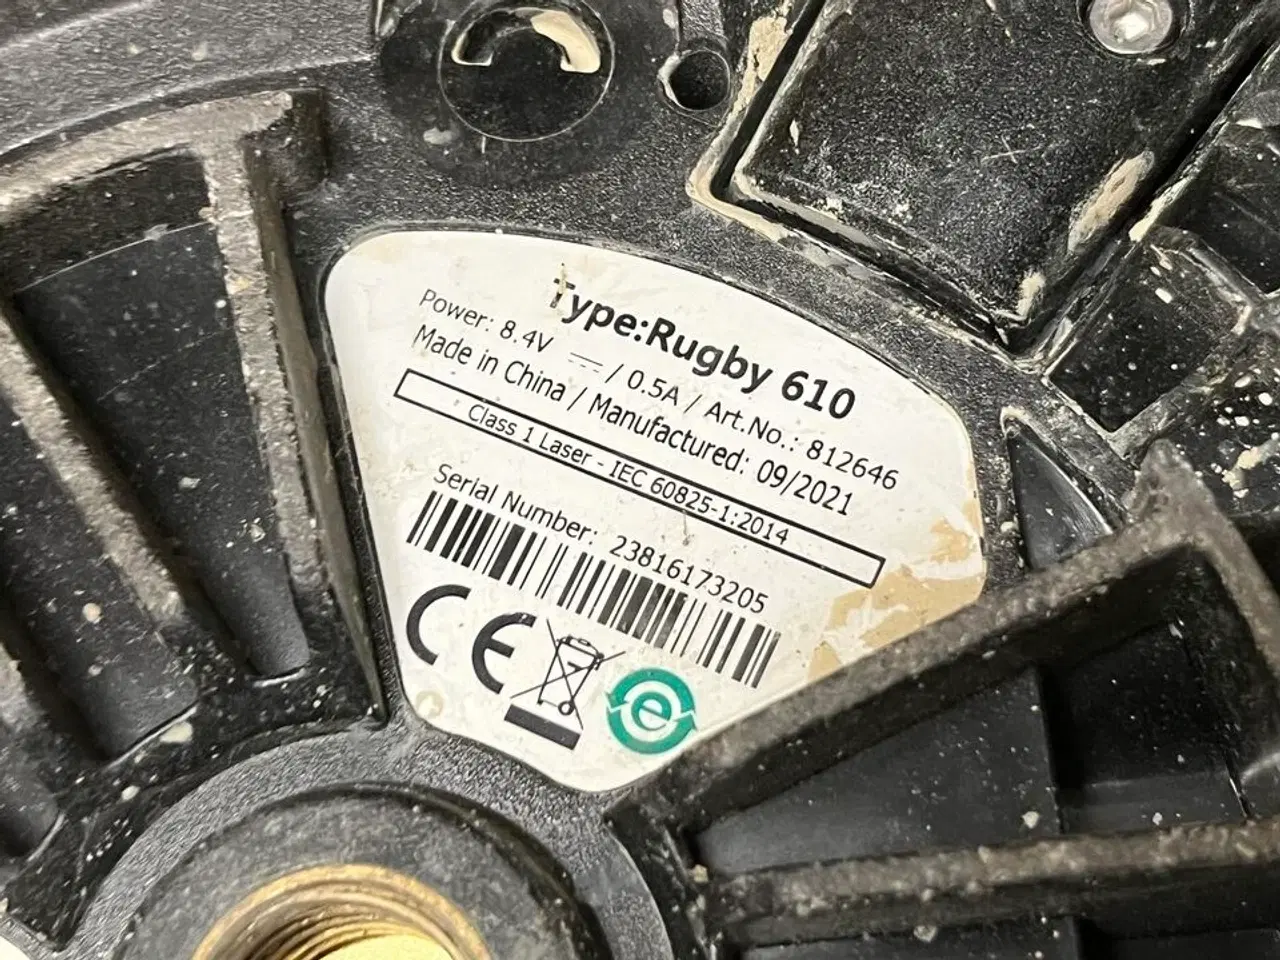 Type:Rugby 610
Power: 8.4V ⎓ / 0.5A / Art.No.: 812646
Made in China / Manufactured: 09/2021
Class 1 Laser - IEC 60825-1:2014
Serial Number: 23816173205
CE
e